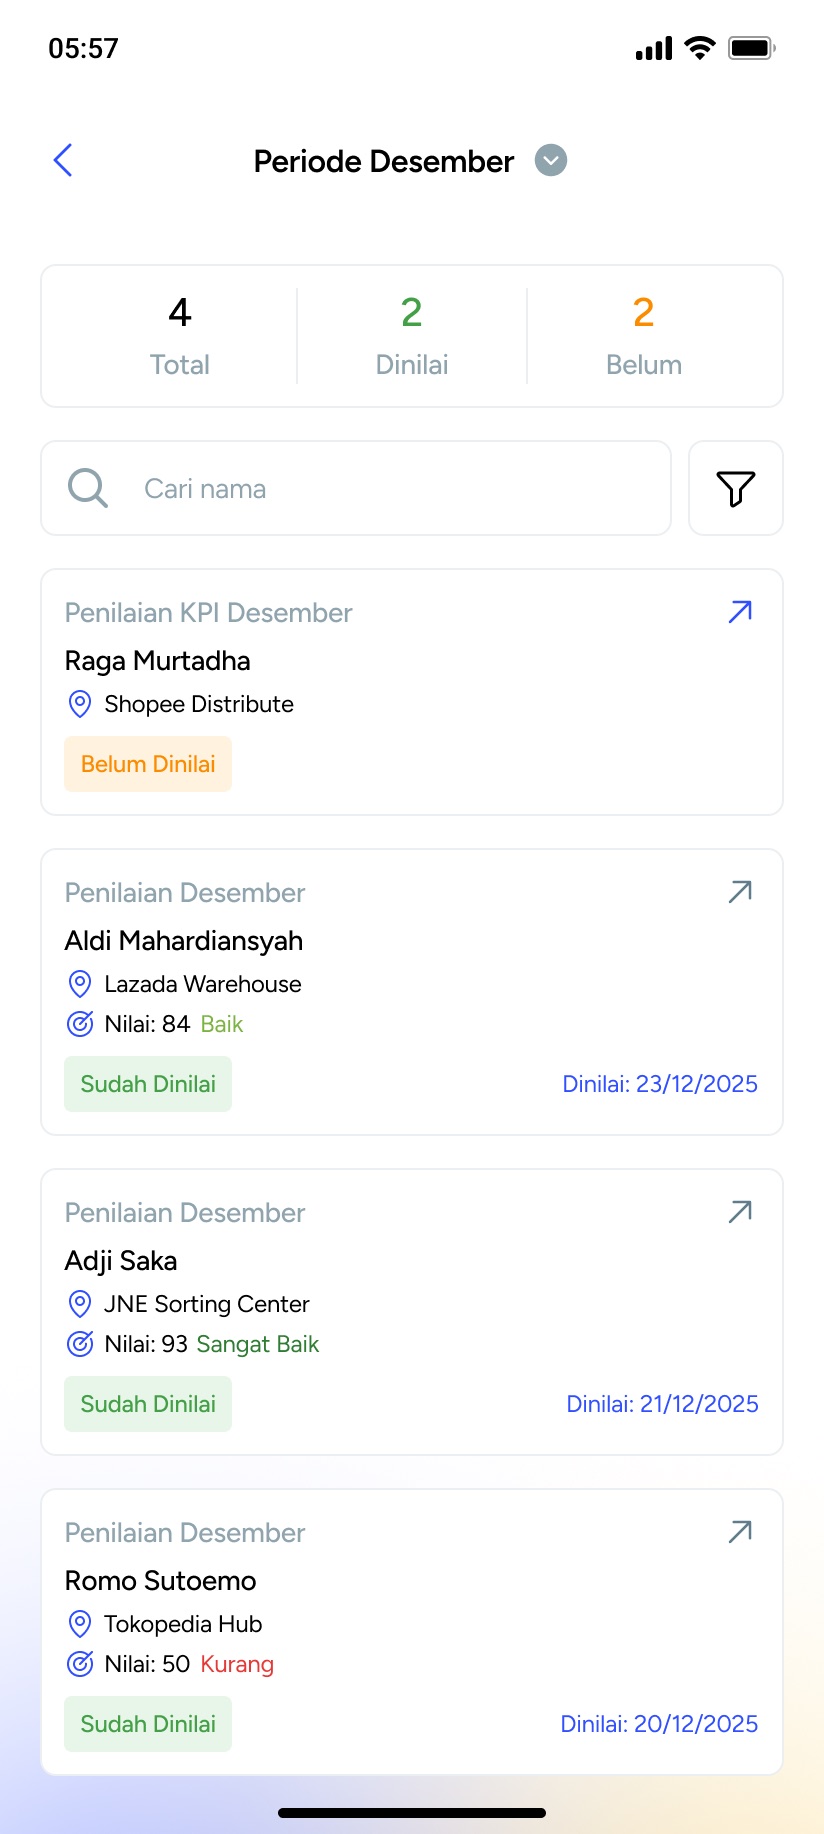 05:57
Periode Desember
4
Total
2
Dinilai
2
Belum
Cari nama
Penilaian KPI Desember
Raga Murtadha
Shopee Distribute
Belum Dinilai
Penilaian Desember
Aldi Mahardiansyah
Lazada Warehouse
Nilai: 84 Baik
Sudah Dinilai
Dinilai: 23/12/2025
Penilaian Desember
Adji Saka
JNE Sorting Center
Nilai: 93 Sangat Baik
Sudah Dinilai
Dinilai: 21/12/2025
Penilaian Desember
Romo Sutoemo
Tokopedia Hub
Nilai: 50 Kurang
Sudah Dinilai
Dinilai: 20/12/2025